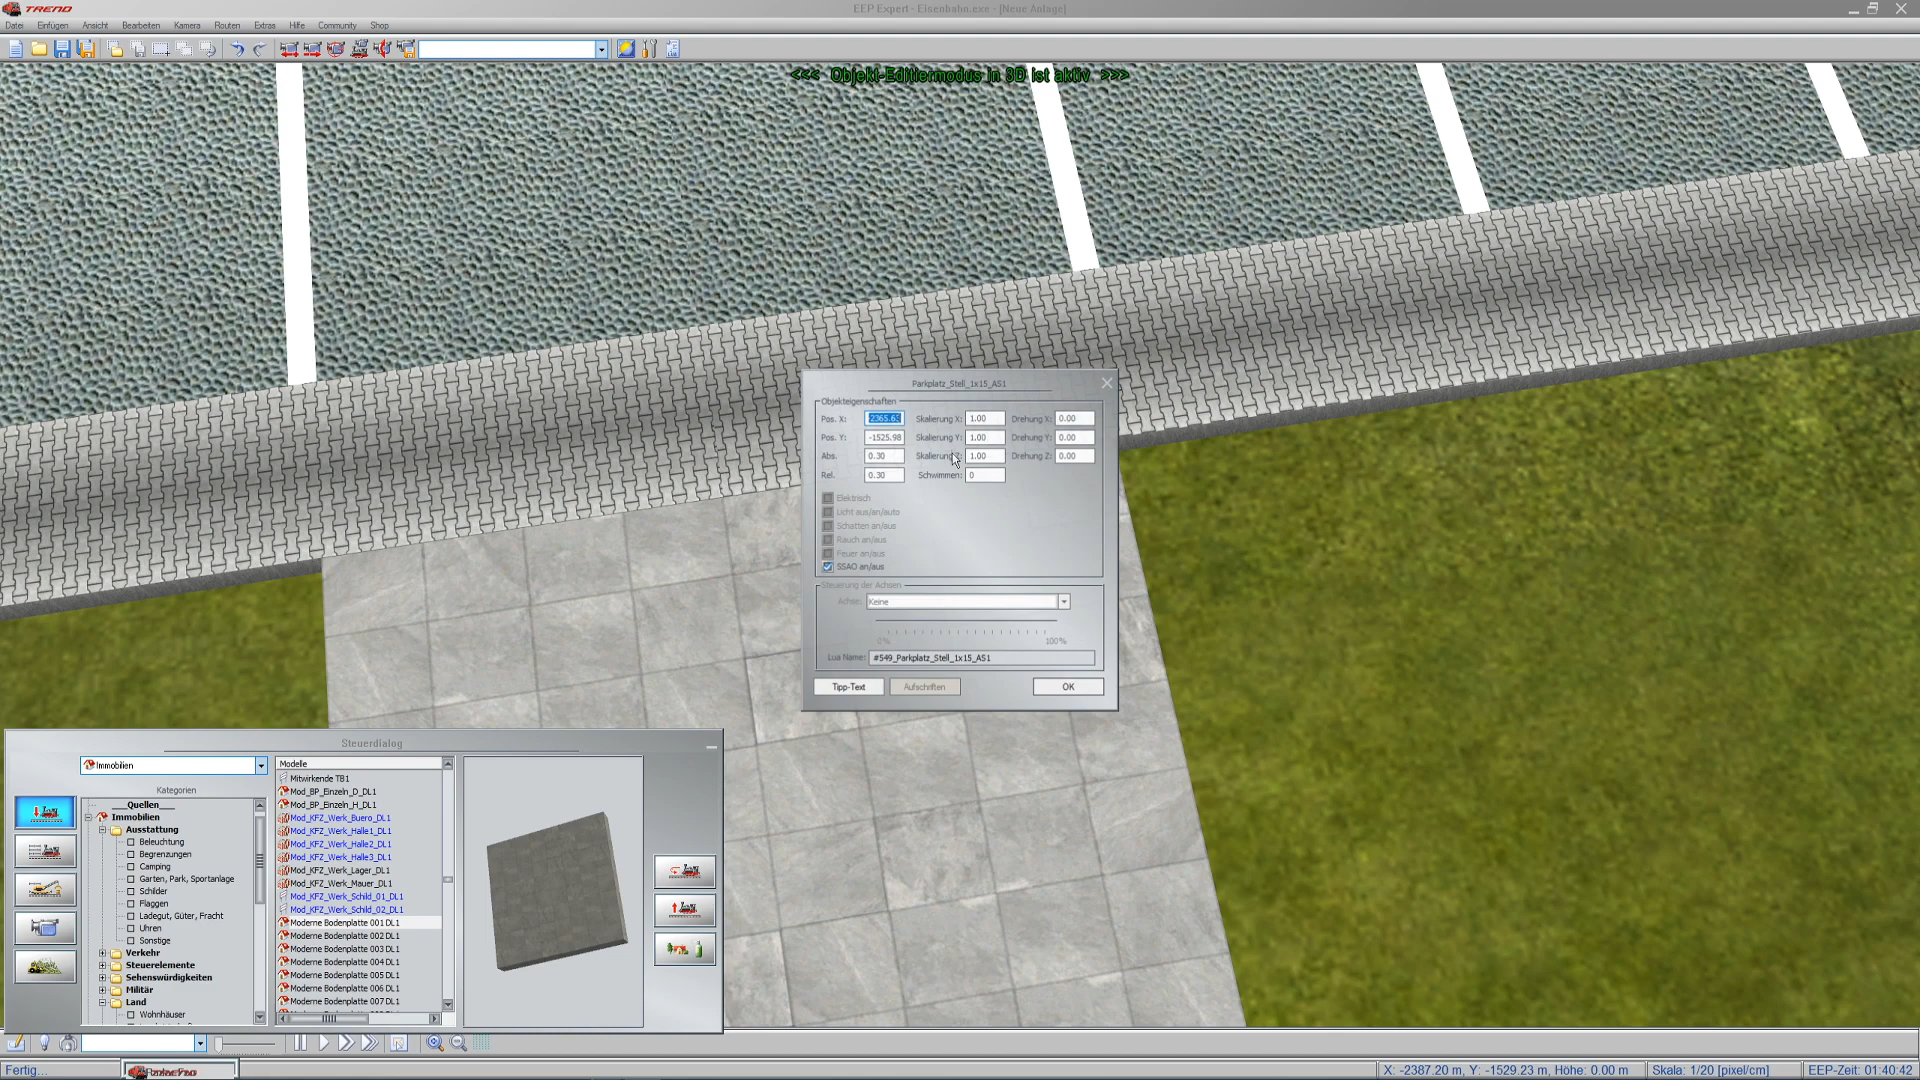 TREND
EEP Expert - Eisenbahn.exe - [Neue Anlage]
Datei Einfügen Ansicht Bearbeiten Kamera Routen Extras Hilfe Community Shop
<<< Objekt-Editiermodus in 3D ist aktiv >>>
Parkplatz_Stell_1x15_AS1
Objekteigenschaften
Pos. X: -2365.63 Skalierung X: 1.00 Drehung X: 0.00
Pos. Y: -1525.98 Skalierung Y: 1.00 Drehung Y: 0.00
Abs. 0.30 Skalierung Z: 1.00 Drehung Z: 0.00
Rel. 0.30 Schwimmen: 0
Elektrisch
Licht aus/an/auto
Schatten an/aus
Rauch an/aus
Feuer an/aus
SSAO an/aus
Steuerung der Achsen
Achse: Keine
0% 100%
Lua Name: #549_Parkplatz_Stell_1x15_AS1
Tipp-Text Aufschriften OK
Steuerdialog
Immobilien
Kategorien
___Quellen___
Immobilien
Ausstattung
Beleuchtung
Begrenzungen
Camping
Garten, Park, Sportanlage
Schilder
Flaggen
Ladegut, Güter, Fracht
Uhren
Sonstige
Verkehr
Steuerelemente
Sehenswürdigkeiten
Militär
Land
Wohnhäuser
Modelle
Mitwirkende TB1
Mod_BP_Einzeln_D_DL1
Mod_BP_Einzeln_H_DL1
Mod_KFZ_Werk_Buero_DL1
Mod_KFZ_Werk_Halle1_DL1
Mod_KFZ_Werk_Halle2_DL1
Mod_KFZ_Werk_Halle3_DL1
Mod_KFZ_Werk_Lager_DL1
Mod_KFZ_Werk_Mauer_DL1
Mod_KFZ_Werk_Schild_01_DL1
Mod_KFZ_Werk_Schild_02_DL1
Moderne Bodenplatte 001 DL1
Moderne Bodenplatte 002 DL1
Moderne Bodenplatte 003 DL1
Moderne Bodenplatte 004 DL1
Moderne Bodenplatte 005 DL1
Moderne Bodenplatte 006 DL1
Moderne Bodenplatte 007 DL1
Fertig...
X: -2387.20 m, Y: -1529.23 m, Höhe: 0.00 m Skala: 1/20 [pixel/cm] EEP-Zeit: 01:40:42